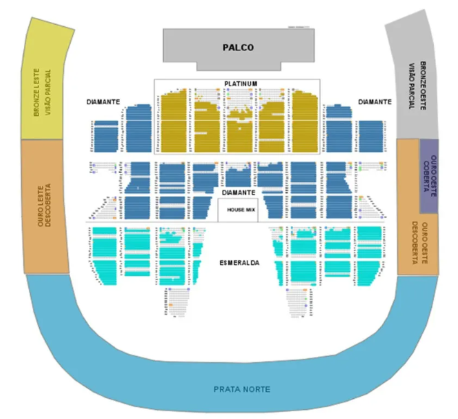 PALCO
PLATINUM
DIAMANTE
DIAMANTE
BRONZE LESTE
VISÃO PARCIAL
BRONZE OESTE
VISÃO PARCIAL
OURO LESTE
DESCOBERTA
OURO OESTE
COBERTA
DIAMANTE
HOUSE MIX
OURO OESTE
DESCOBERTA
ESMERALDA
PRATA NORTE